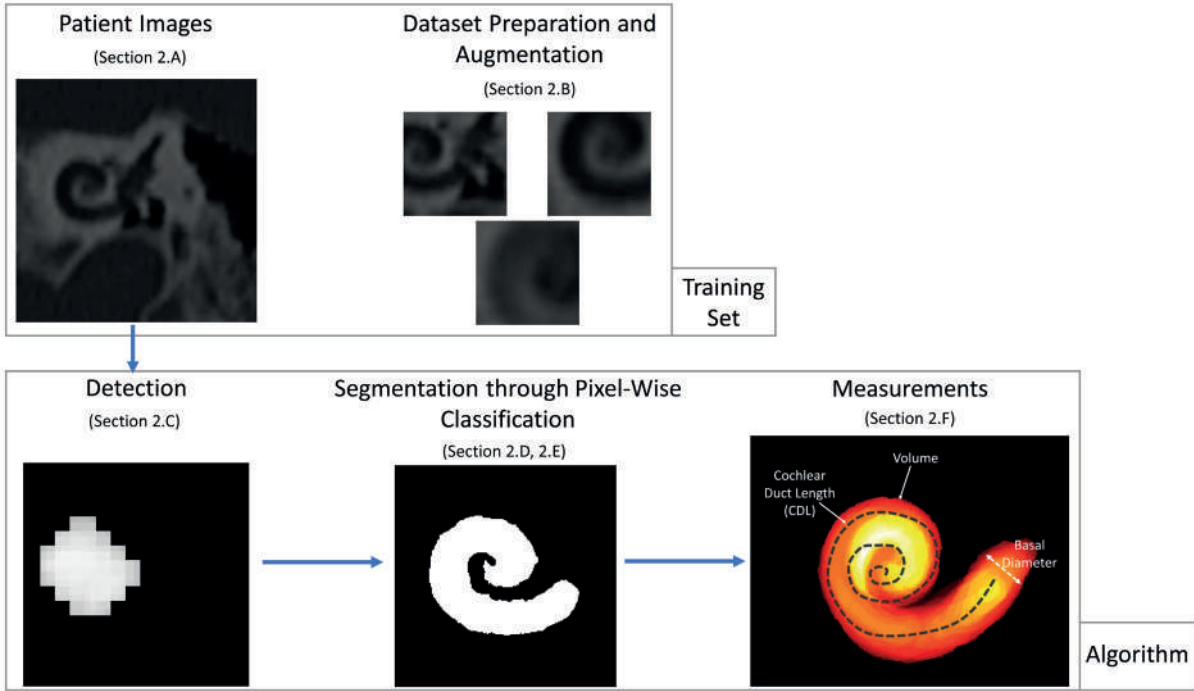 Patient Images
(Section 2.A)
Dataset Preparation and
Augmentation
(Section 2.B)
Training
Set
Detection
(Section 2.C)
Segmentation through Pixel-Wise
Classification
(Section 2.D, 2.E)
Measurements
(Section 2.F)
Volume
Cochlear
Duct Length
(CDL)
Basal
Diameter
Algorithm